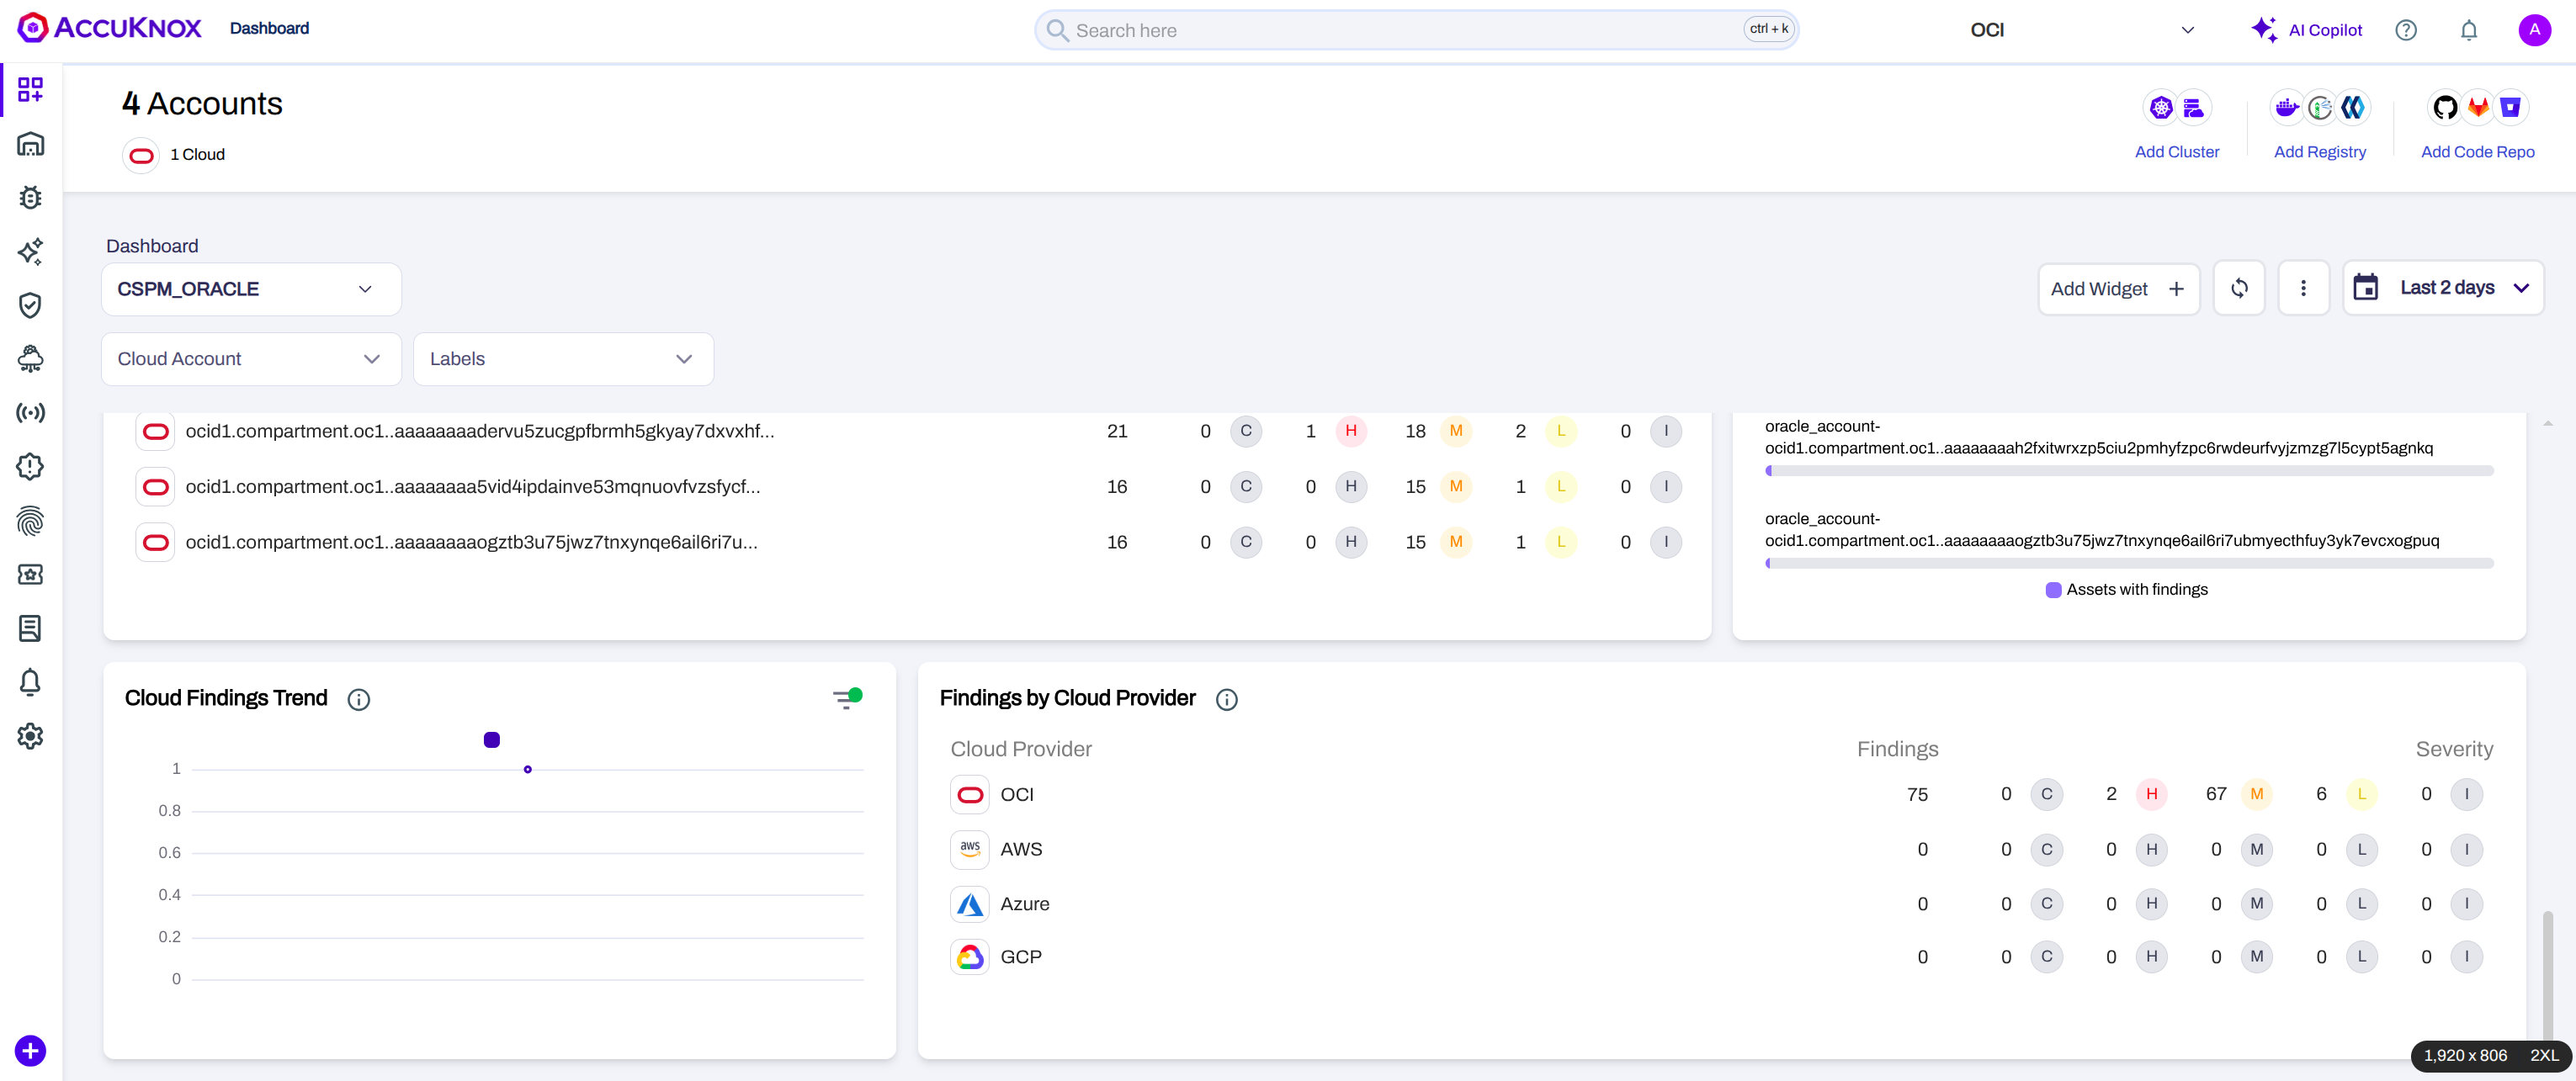 ACCUKNOX
Dashboard
Search here
ctrl + k
OCI
AI Copilot
A
4 Accounts
1 Cloud
Add Cluster
Add Registry
Add Code Repo
Dashboard
CSPM_ORACLE
Add Widget
Last 2 days
Cloud Account
Labels
ocid1.compartment.oc1..aaaaaaaadervu5zucgpfbrmh5gkyay7dxvxhf... 21 0 C 1 H 18 M 2 L 0 I
ocid1.compartment.oc1..aaaaaaaa5vid4ipdainve53mqnuovfvzsfycf... 16 0 C 0 H 15 M 1 L 0 I
ocid1.compartment.oc1..aaaaaaaaogztb3u75jwz7tnxynqe6ail6ri7u... 16 0 C 0 H 15 M 1 L 0 I
oracle_account-
ocid1.compartment.oc1..aaaaaaaah2fxitwrxzp5ciu2pmhyfzpc6rwdeurfvyjzmzg7l5cypt5agnkq
oracle_account-
ocid1.compartment.oc1..aaaaaaaaogztb3u75jwz7tnxynqe6ail6ri7ubmyecthfuy3yk7evcxogpuq
Assets with findings
Cloud Findings Trend
1
0.8
0.6
0.4
0.2
0
Findings by Cloud Provider
Cloud Provider Findings Severity
OCI 75 0 C 2 H 67 M 6 L 0 I
aws AWS 0 0 C 0 H 0 M 0 L 0 I
Azure 0 0 C 0 H 0 M 0 L 0 I
GCP 0 0 C 0 H 0 M 0 L 0 I
1,920 x 806 2XL